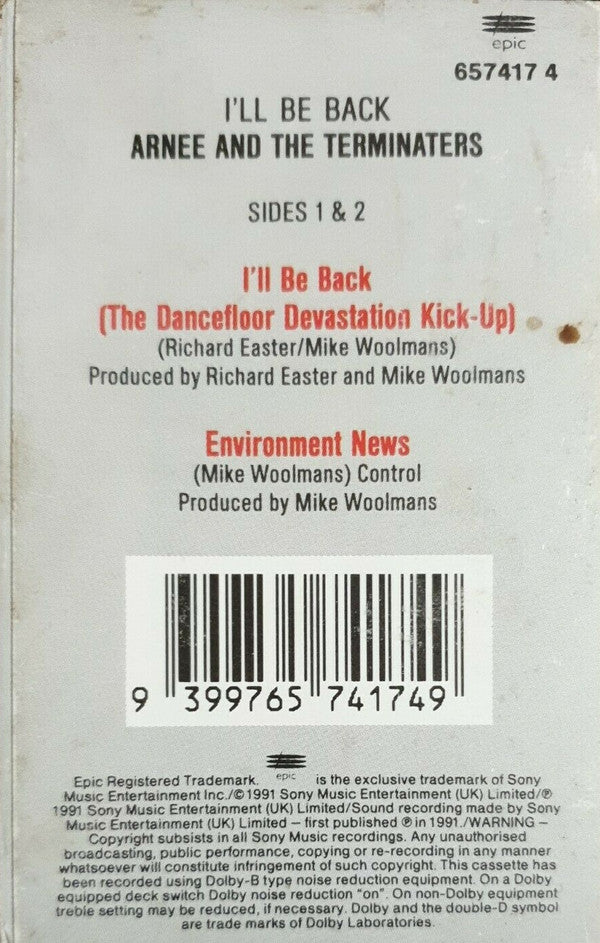 epic
657417 4
I'LL BE BACK
ARNEE AND THE TERMINATERS
SIDES 1 & 2
I'll Be Back
(The Dancefloor Devastation Kick-Up)
(Richard Easter/Mike Woolmans)
Produced by Richard Easter and Mike Woolmans
Environment News
(Mike Woolmans) Control
Produced by Mike Woolmans
9 399765 741749
Epic Registered Trademark. epic is the exclusive trademark of Sony
Music Entertainment Inc./©1991 Sony Music Entertainment (UK) Limited/℗
1991 Sony Music Entertainment (UK) Limited/Sound recording made by Sony
Music Entertainment (UK) Limited – first published ℗ in 1991./WARNING –
Copyright subsists in all Sony Music recordings. Any unauthorised
broadcasting, public performance, copying or re-recording in any manner
whatsoever will constitute infringement of such copyright. This cassette has
been recorded using Dolby-B type noise reduction equipment. On a Dolby
equipped deck switch Dolby noise reduction "on". On non-Dolby equipment
treble setting may be reduced, if necessary. Dolby and the double-D symbol
are trade marks of Dolby Laboratories.